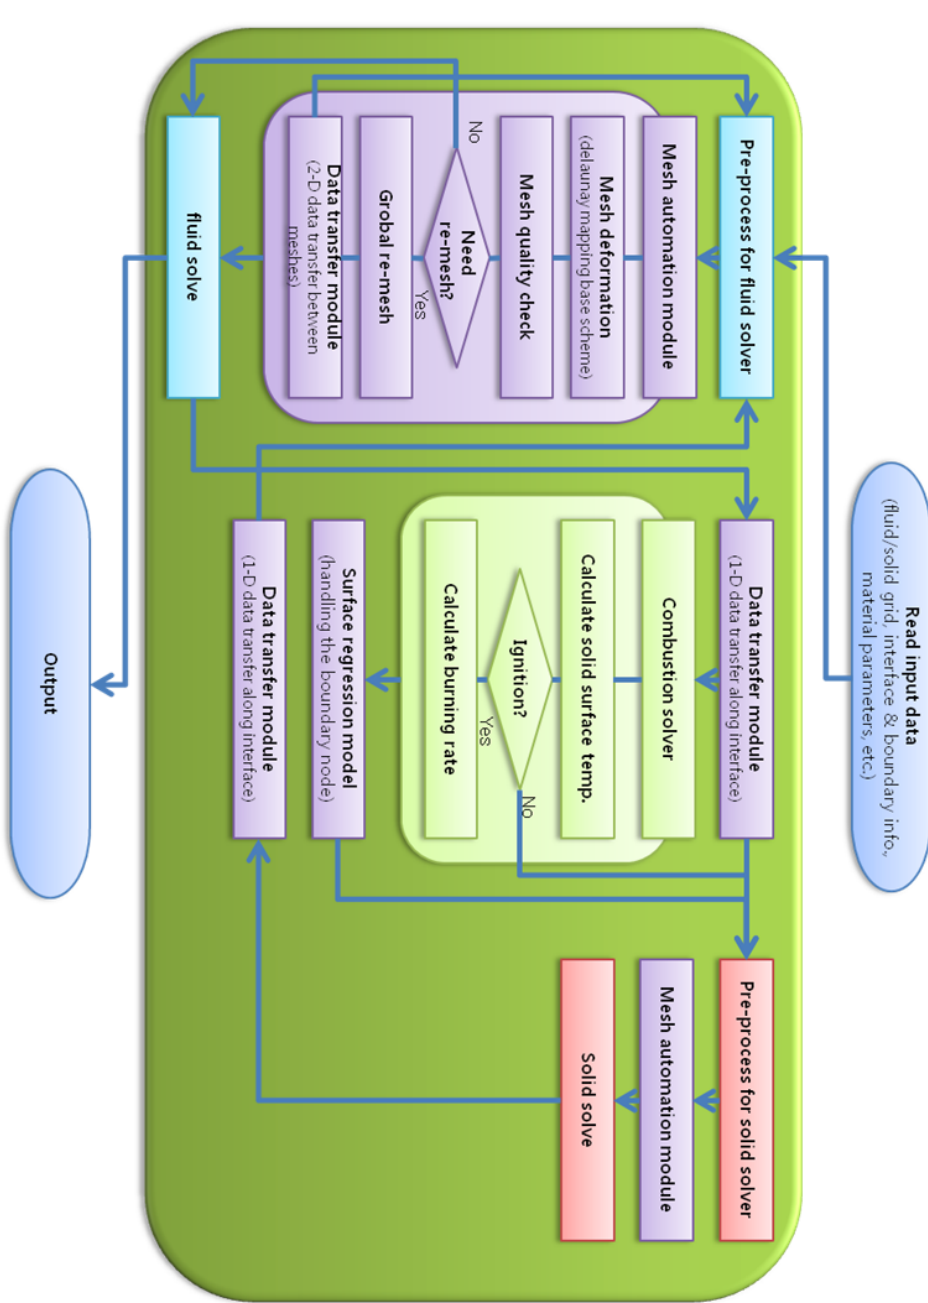 Read input data
(fluid/solid grid, interface & boundary info.,
material parameters, etc.)
Pre-process for fluid solver
Mesh automation module
Mesh deformation
(delaunay mapping base scheme)
Mesh quality check
Need
re-mesh?
No
Yes
Grobal re-mesh
Data transfer module
(2-D data transfer between
meshes)
fluid solve
Data transfer module
(1-D data transfer along interface)
Combustion solver
Calculate solid surface temp.
Ignition?
No
Yes
Calculate burning rate
Surface regression model
(handling the boundary node)
Data transfer module
(1-D data transfer along interface)
Pre-process for solid solver
Mesh automation module
Solid solve
Output